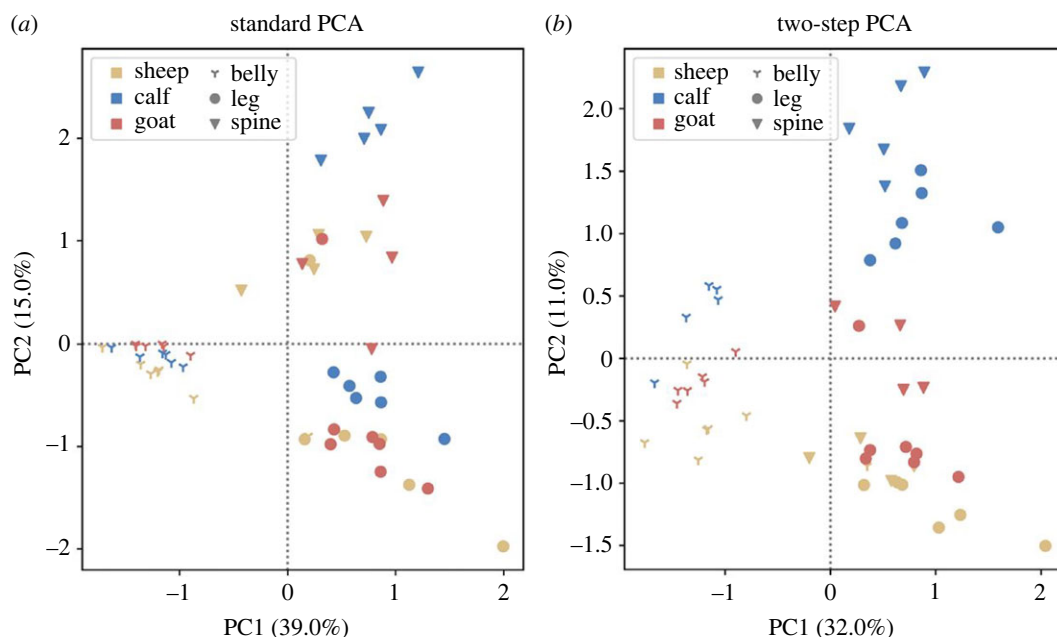 (a) standard PCA
sheep belly
calf leg
goat spine
2
1
0
−1
−2
PC2 (15.0%)
−1 0 1 2
PC1 (39.0%)
(b) two-step PCA
sheep belly
calf leg
goat spine
2.0
1.5
1.0
0.5
0
−0.5
−1.0
−1.5
PC2 (11.0%)
−1 0 1 2
PC1 (32.0%)